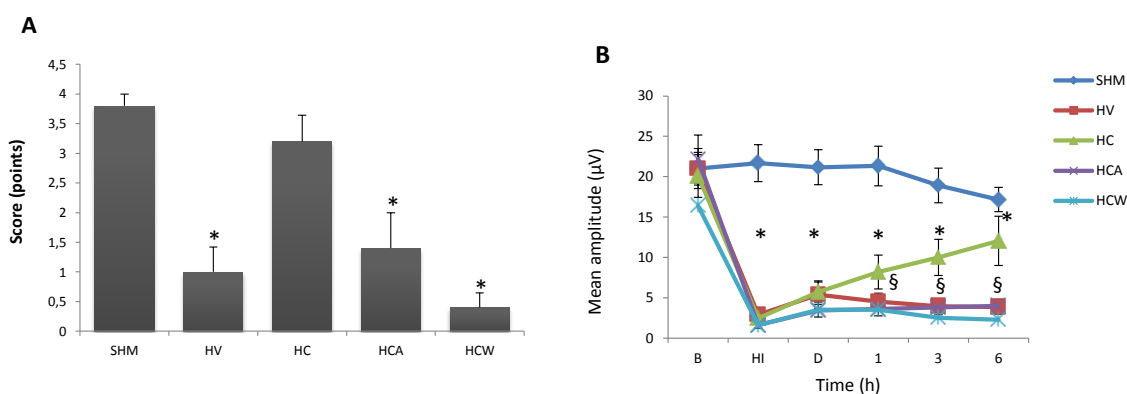 A
Score (points)
4,5
4
3,5
3
2,5
2
1,5
1
0,5
0
*
*
*
SHM HV HC HCA HCW
B
Mean amplitude (µV)
30
25
20
15
10
5
0
* * * * *
§ § §
B HI D 1 3 6
Time (h)
SHM
HV
HC
HCA
HCW